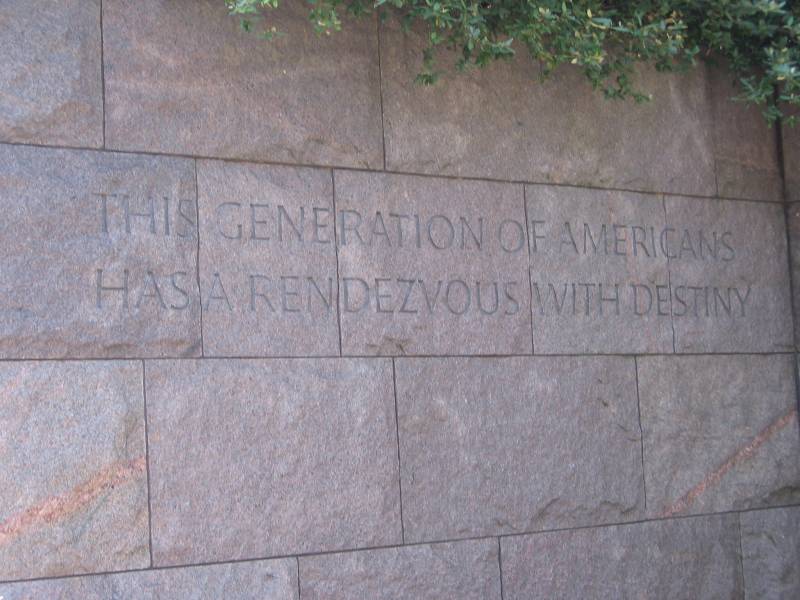 THIS GENERATION OF AMERICANS
HAS A RENDEZVOUS WITH DESTINY